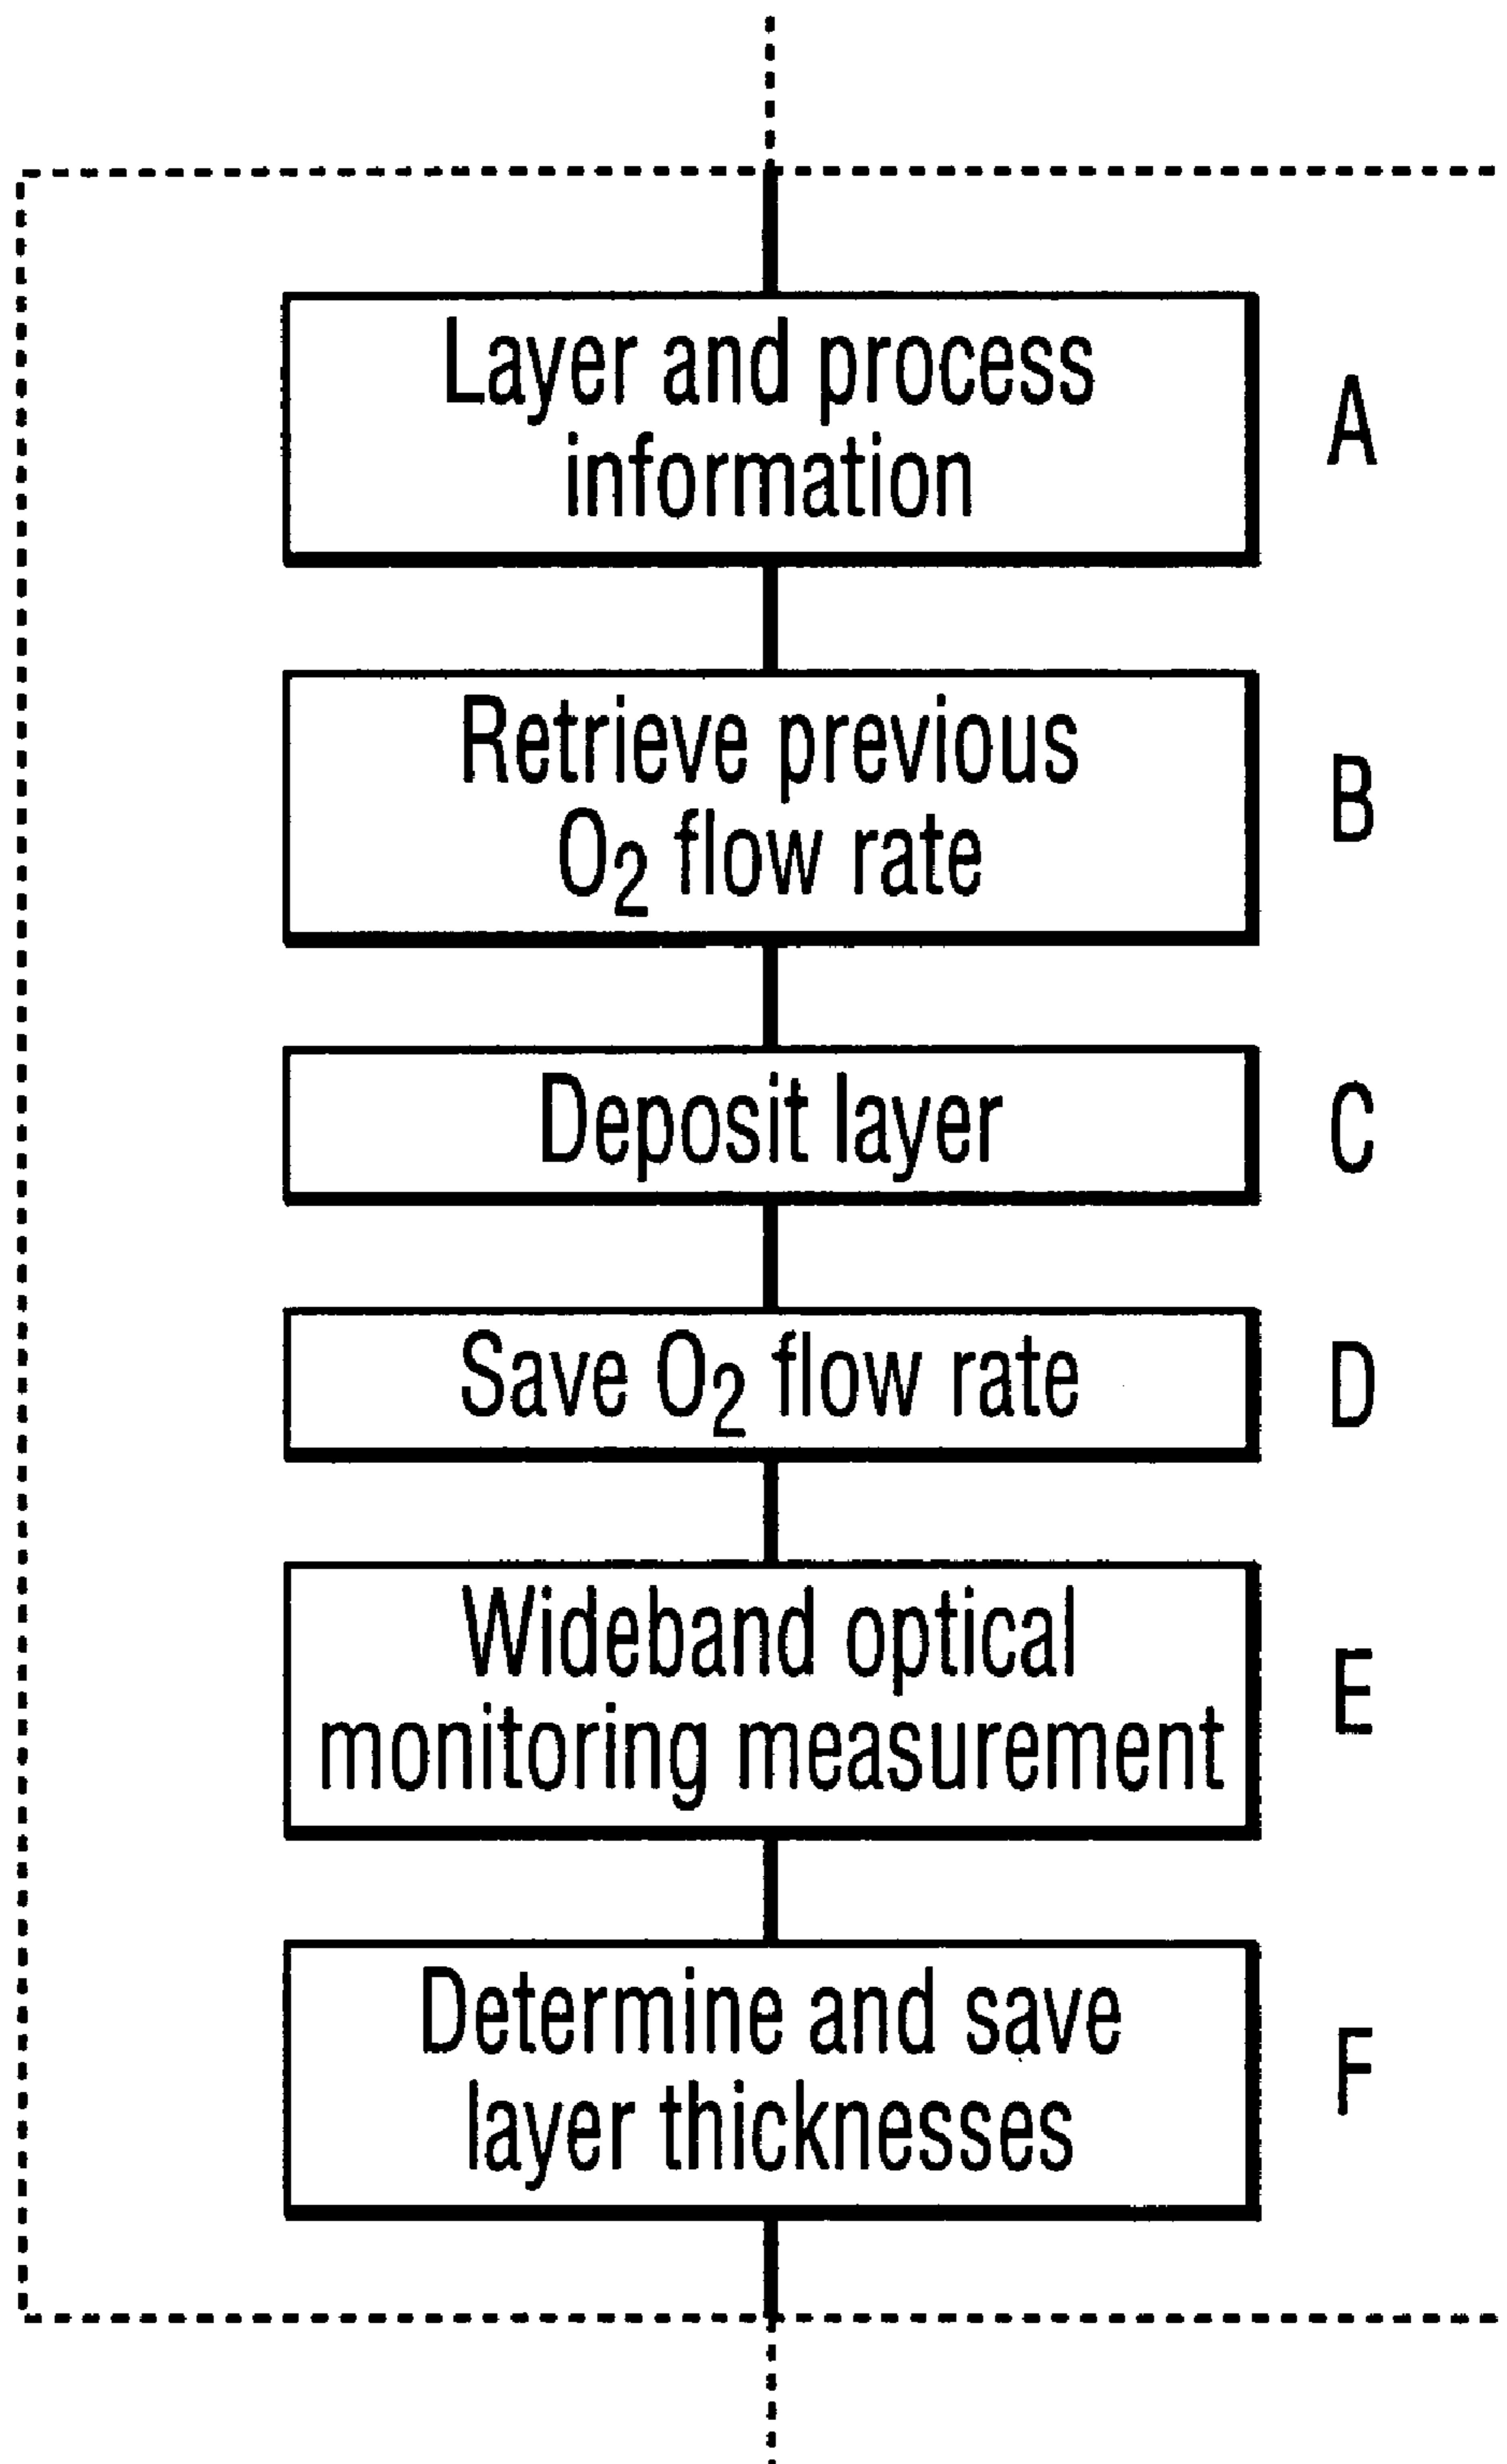 Layer and process
information
A
Retrieve previous
O₂ flow rate
B
Deposit layer
C
Save O₂ flow rate
D
Wideband optical
monitoring measurement
E
Determine and save
layer thicknesses
F